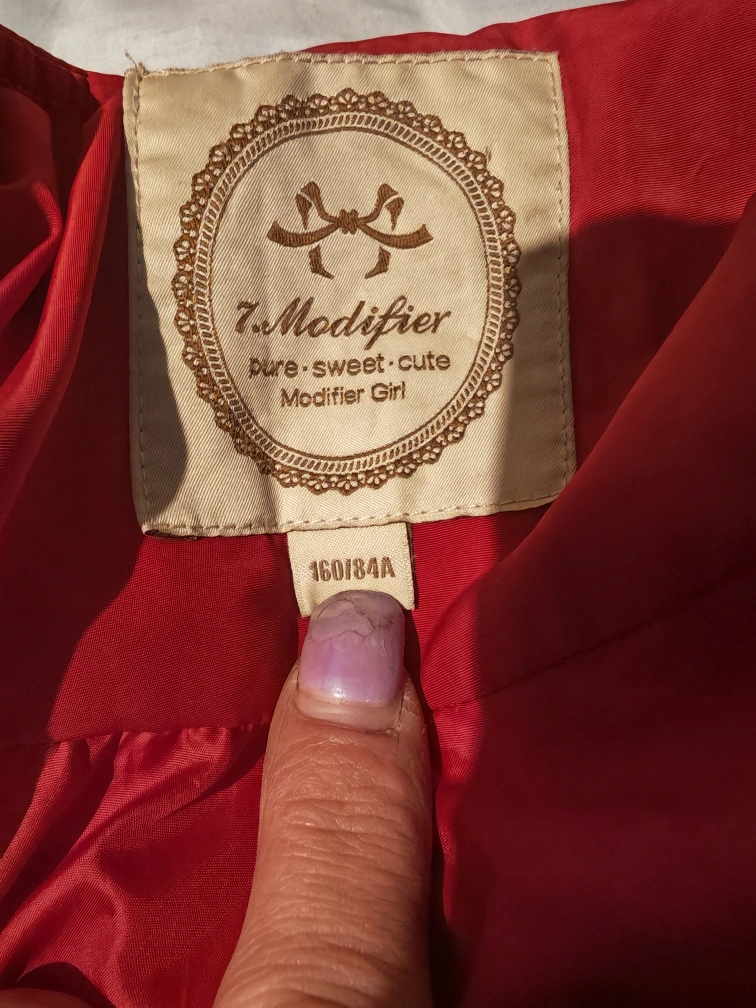 7.Modifier
pure·sweet·cute
Modifier Girl
160/84A